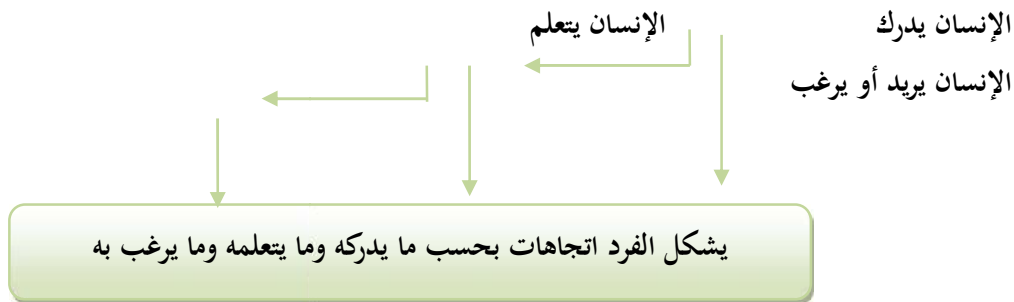 الإنسان يدرك
الإنسان يتعلم
الإنسان يريد أو يرغب
يشكل الفرد اتجاهات بحسب ما يدركه وما يتعلمه وما يرغب به